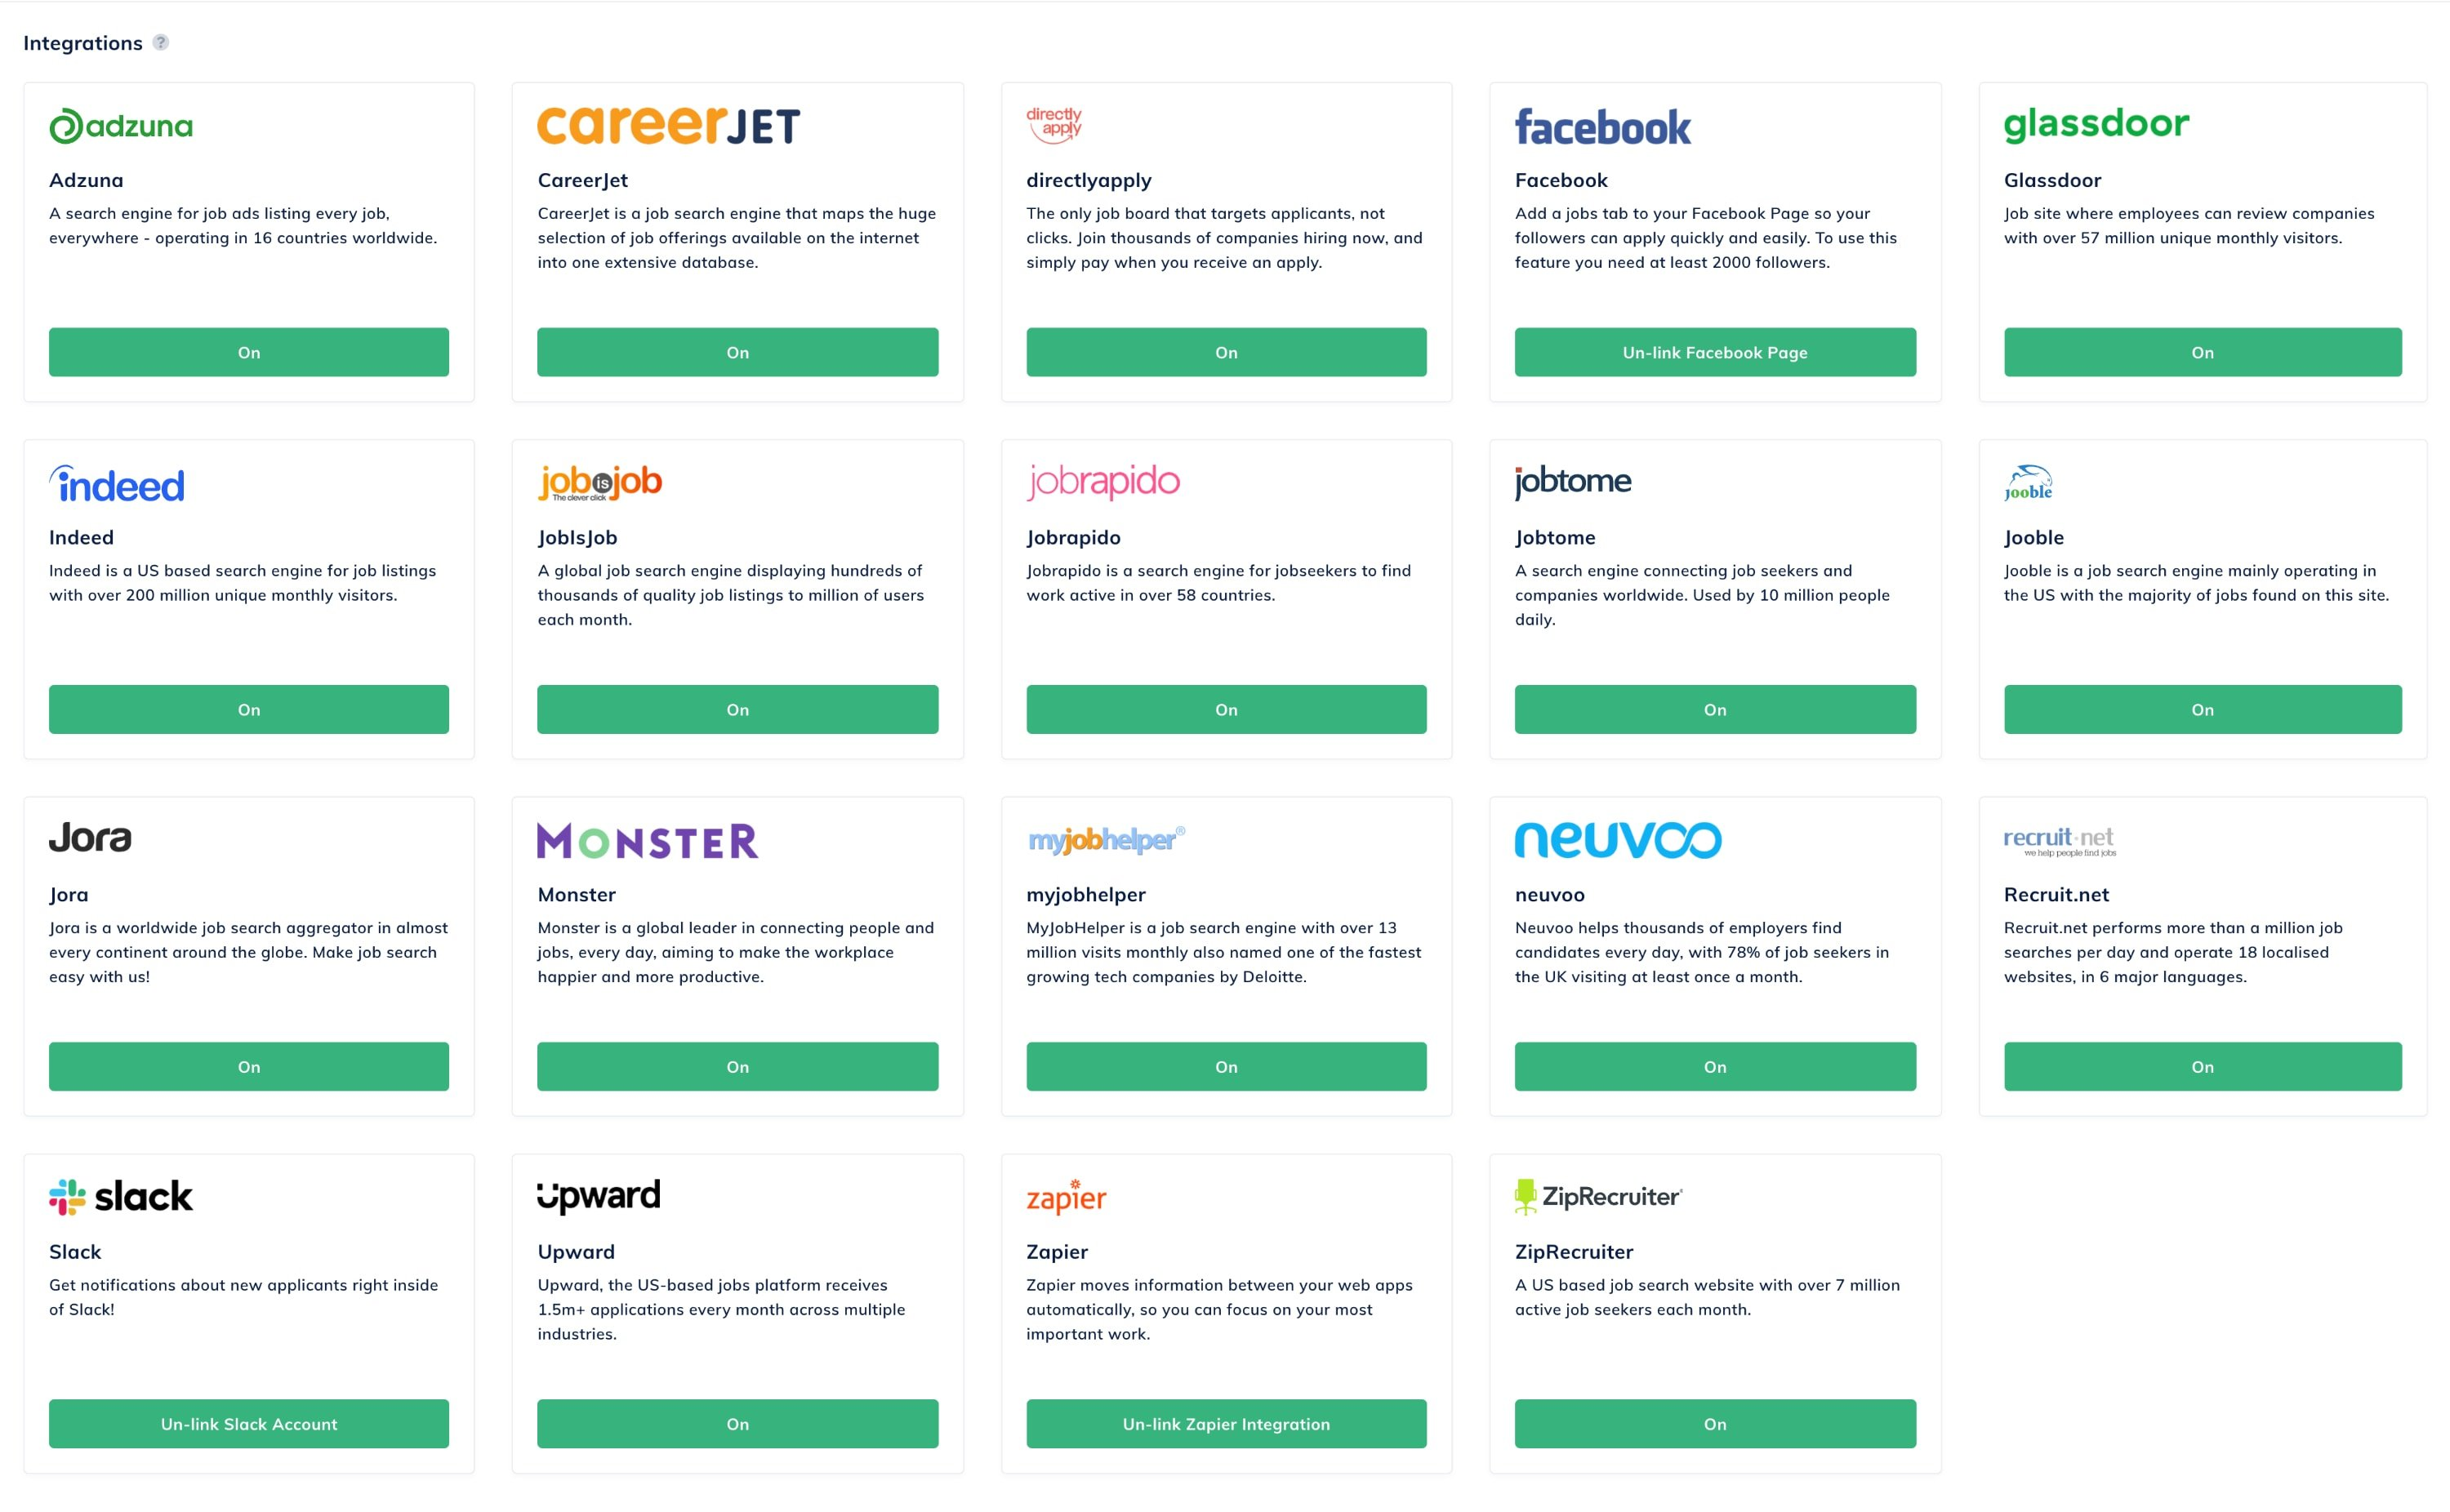 Integrations ?
adzuna
Adzuna
A search engine for job ads listing every job,
everywhere - operating in 16 countries worldwide.
On
careerJET
CareerJet
CareerJet is a job search engine that maps the huge
selection of job offerings available on the internet
into one extensive database.
On
directly
apply
directlyapply
The only job board that targets applicants, not
clicks. Join thousands of companies hiring now, and
simply pay when you receive an apply.
On
facebook
Facebook
Add a jobs tab to your Facebook Page so your
followers can apply quickly and easily. To use this
feature you need at least 2000 followers.
Un-link Facebook Page
glassdoor
Glassdoor
Job site where employees can review companies
with over 57 million unique monthly visitors.
On
indeed
Indeed
Indeed is a US based search engine for job listings
with over 200 million unique monthly visitors.
On
job is job
The clever click
JobIsJob
A global job search engine displaying hundreds of
thousands of quality job listings to million of users
each month.
On
jobrapido
Jobrapido
Jobrapido is a search engine for jobseekers to find
work active in over 58 countries.
On
jobtome
Jobtome
A search engine connecting job seekers and
companies worldwide. Used by 10 million people
daily.
On
jooble
Jooble
Jooble is a job search engine mainly operating in
the US with the majority of jobs found on this site.
On
Jora
Jora
Jora is a worldwide job search aggregator in almost
every continent around the globe. Make job search
easy with us!
On
MONSTER
Monster
Monster is a global leader in connecting people and
jobs, every day, aiming to make the workplace
happier and more productive.
On
myjobhelper®
myjobhelper
MyJobHelper is a job search engine with over 13
million visits monthly also named one of the fastest
growing tech companies by Deloitte.
On
neuvoo
neuvoo
Neuvoo helps thousands of employers find
candidates every day, with 78% of job seekers in
the UK visiting at least once a month.
On
recruit·net
we help people find jobs
Recruit.net
Recruit.net performs more than a million job
searches per day and operate 18 localised
websites, in 6 major languages.
On
slack
Slack
Get notifications about new applicants right inside
of Slack!
Un-link Slack Account
upward
Upward
Upward, the US-based jobs platform receives
1.5m+ applications every month across multiple
industries.
On
zapier
Zapier
Zapier moves information between your web apps
automatically, so you can focus on your most
important work.
Un-link Zapier Integration
ZipRecruiter
ZipRecruiter
A US based job search website with over 7 million
active job seekers each month.
On